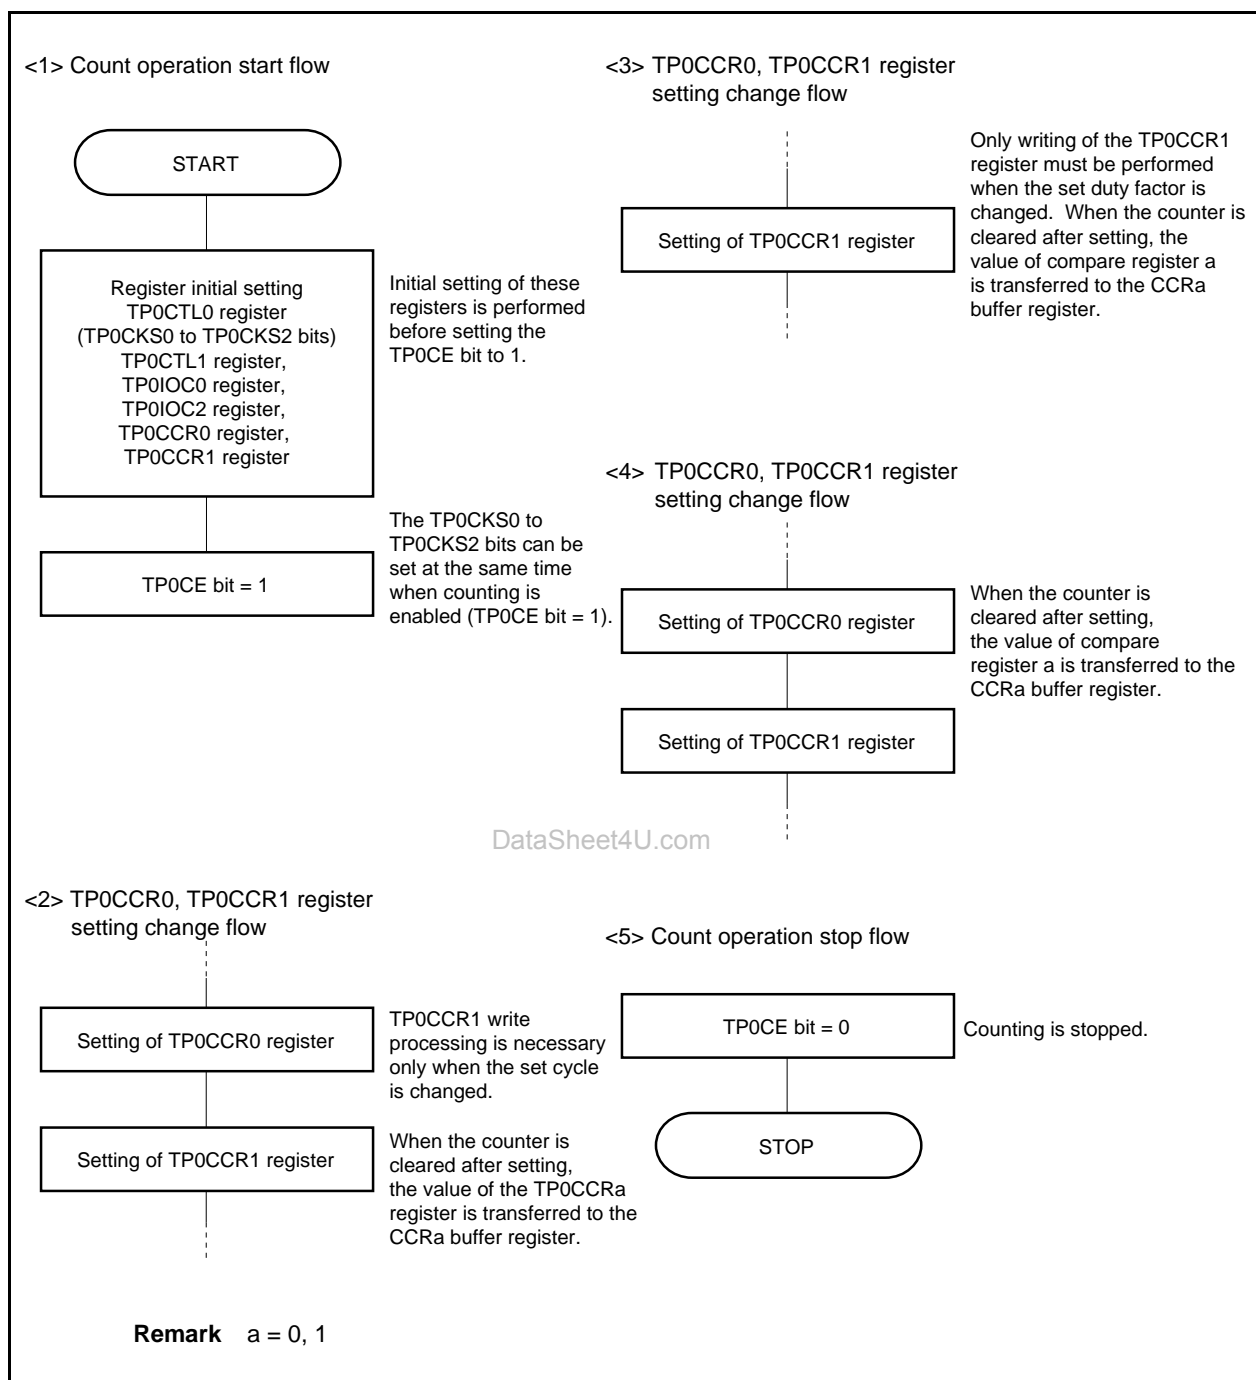 <1> Count operation start flow
START
Register initial setting
TP0CTL0 register
(TP0CKS0 to TP0CKS2 bits)
TP0CTL1 register,
TP0IOC0 register,
TP0IOC2 register,
TP0CCR0 register,
TP0CCR1 register
Initial setting of these
registers is performed
before setting the
TP0CE bit to 1.
TP0CE bit = 1
The TP0CKS0 to
TP0CKS2 bits can be
set at the same time
when counting is
enabled (TP0CE bit = 1).
<2> TP0CCR0, TP0CCR1 register
setting change flow
Setting of TP0CCR0 register
TP0CCR1 write
processing is necessary
only when the set cycle
is changed.
Setting of TP0CCR1 register
When the counter is
cleared after setting,
the value of the TP0CCRa
register is transferred to the
CCRa buffer register.
<3> TP0CCR0, TP0CCR1 register
setting change flow
Setting of TP0CCR1 register
Only writing of the TP0CCR1
register must be performed
when the set duty factor is
changed. When the counter is
cleared after setting, the
value of compare register a
is transferred to the CCRa
buffer register.
<4> TP0CCR0, TP0CCR1 register
setting change flow
Setting of TP0CCR0 register
When the counter is
cleared after setting,
the value of compare
register a is transferred to the
CCRa buffer register.
Setting of TP0CCR1 register
DataSheet4U.com
<5> Count operation stop flow
TP0CE bit = 0
Counting is stopped.
STOP
Remark a = 0, 1